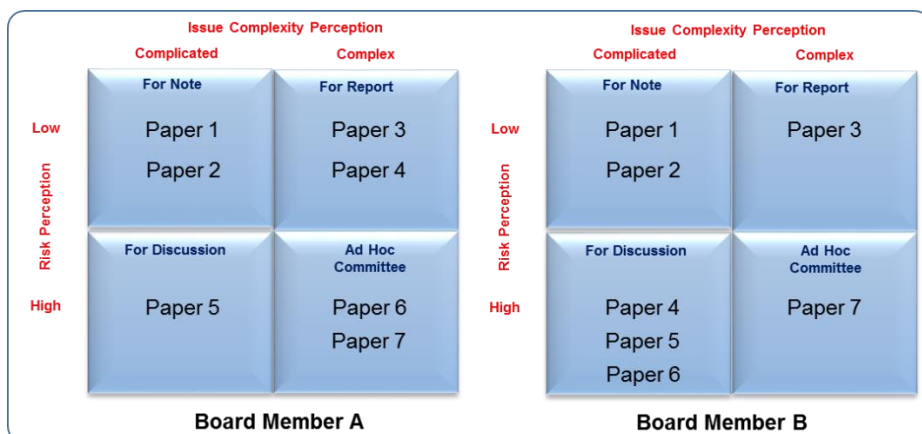 Issue Complexity Perception
Complicated
Complex
Risk Perception
Low
High
For Note
Paper 1
Paper 2
For Report
Paper 3
Paper 4
For Discussion
Paper 5
Ad Hoc
Committee
Paper 6
Paper 7
Board Member A
Issue Complexity Perception
Complicated
Complex
Risk Perception
Low
High
For Note
Paper 1
Paper 2
For Report
Paper 3
For Discussion
Paper 4
Paper 5
Paper 6
Ad Hoc
Committee
Paper 7
Board Member B